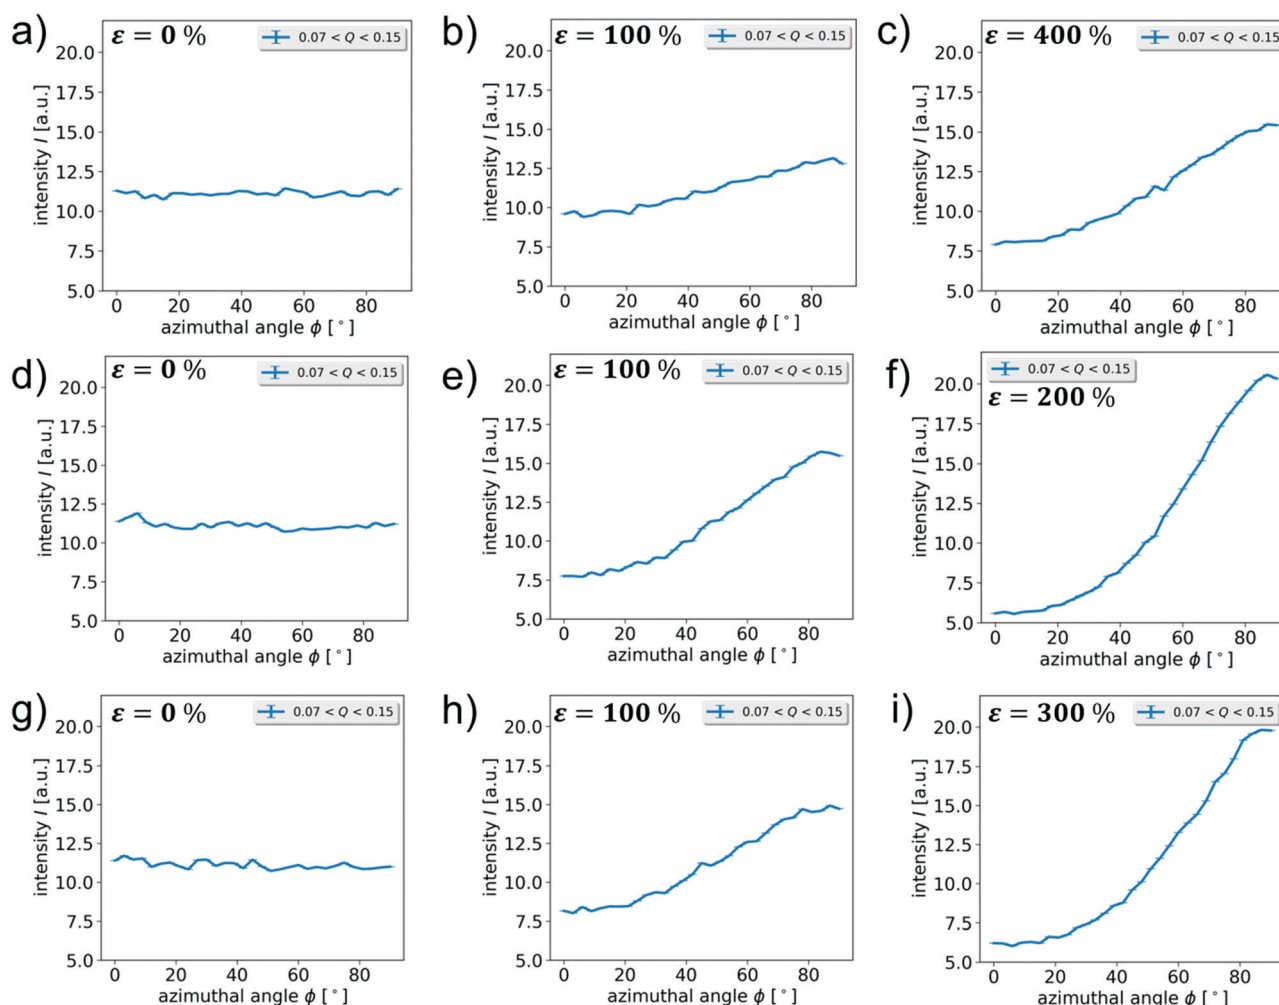 a)
ε = 0 %
0.07 < Q < 0.15
20.0
17.5
15.0
12.5
10.0
7.5
5.0
intensity I [a.u.]
0 20 40 60 80
azimuthal angle ϕ [°]
b)
ε = 100 %
0.07 < Q < 0.15
20.0
17.5
15.0
12.5
10.0
7.5
5.0
intensity I [a.u.]
0 20 40 60 80
azimuthal angle ϕ [°]
c)
ε = 400 %
0.07 < Q < 0.15
20.0
17.5
15.0
12.5
10.0
7.5
5.0
intensity I [a.u.]
0 20 40 60 80
azimuthal angle ϕ [°]
d)
ε = 0 %
0.07 < Q < 0.15
20.0
17.5
15.0
12.5
10.0
7.5
5.0
intensity I [a.u.]
0 20 40 60 80
azimuthal angle ϕ [°]
e)
ε = 100 %
0.07 < Q < 0.15
20.0
17.5
15.0
12.5
10.0
7.5
5.0
intensity I [a.u.]
0 20 40 60 80
azimuthal angle ϕ [°]
f)
0.07 < Q < 0.15
ε = 200 %
20.0
17.5
15.0
12.5
10.0
7.5
5.0
intensity I [a.u.]
0 20 40 60 80
azimuthal angle ϕ [°]
g)
ε = 0 %
0.07 < Q < 0.15
20.0
17.5
15.0
12.5
10.0
7.5
5.0
intensity I [a.u.]
0 20 40 60 80
azimuthal angle ϕ [°]
h)
ε = 100 %
0.07 < Q < 0.15
20.0
17.5
15.0
12.5
10.0
7.5
5.0
intensity I [a.u.]
0 20 40 60 80
azimuthal angle ϕ [°]
i)
ε = 300 %
0.07 < Q < 0.15
20.0
17.5
15.0
12.5
10.0
7.5
5.0
intensity I [a.u.]
0 20 40 60 80
azimuthal angle ϕ [°]